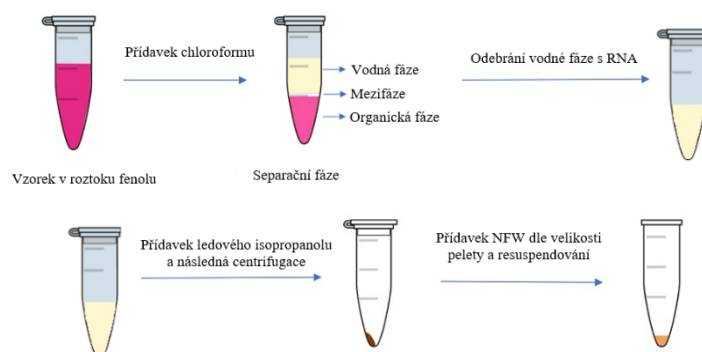 Přídavek chloroformu
Odebrání vodné fáze s RNA
Vodná fáze
Mezifáze
Organická fáze
Vzorek v roztoku fenolu
Separační fáze
Přídavek ledového isopropanolu
a následná centrifugace
Přídavek NFW dle velikosti
pelety a resuspendování